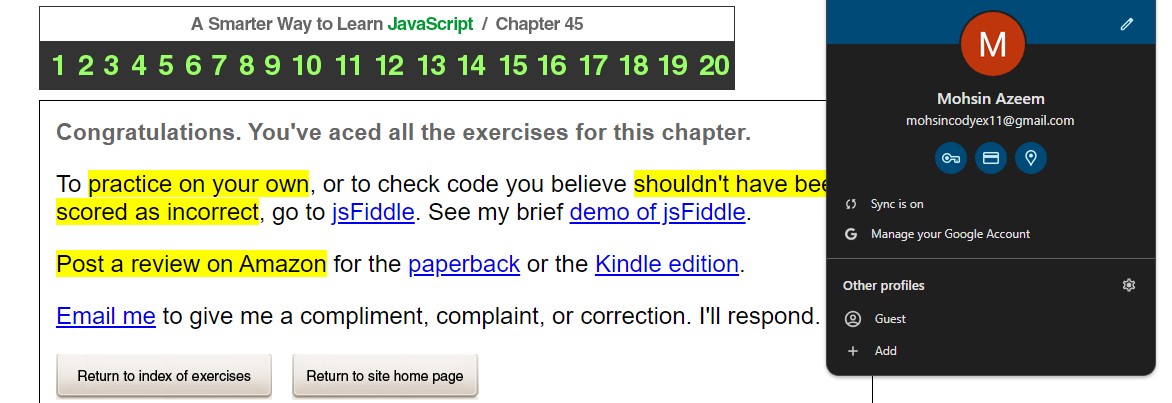 A Smarter Way to Learn JavaScript / Chapter 45
1 2 3 4 5 6 7 8 9 10 11 12 13 14 15 16 17 18 19 20
Congratulations. You've aced all the exercises for this chapter.
To practice on your own, or to check code you believe shouldn't have
scored as incorrect, go to jsFiddle. See my brief demo of jsFiddle.
Post a review on Amazon for the paperback or the Kindle edition.
Email me to give me a compliment, complaint, or correction. I'll respond.
Return to index of exercises
Return to site home page
M
Mohsin Azeem
mohsincodyex11@gmail.com
Sync is on
G
Manage your Google Account
Other profiles
Guest
Add